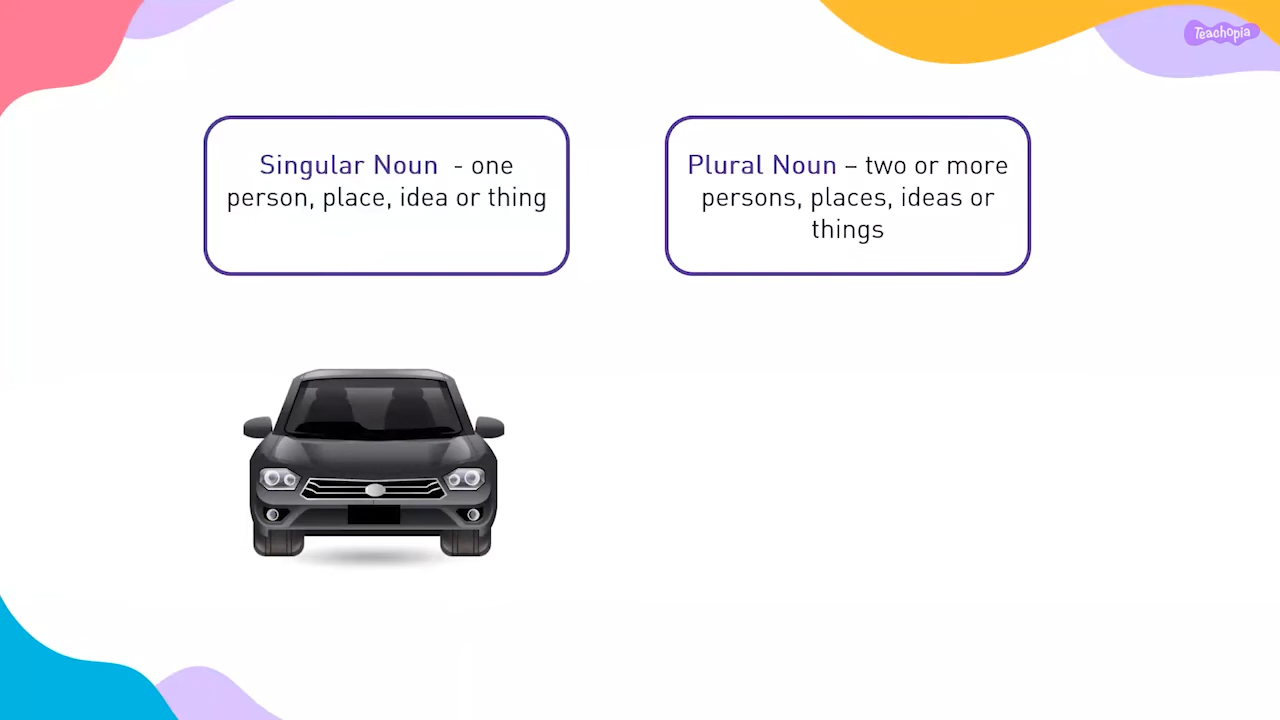 Teachopia
Singular Noun - one
person, place, idea or thing
Plural Noun – two or more
persons, places, ideas or
things